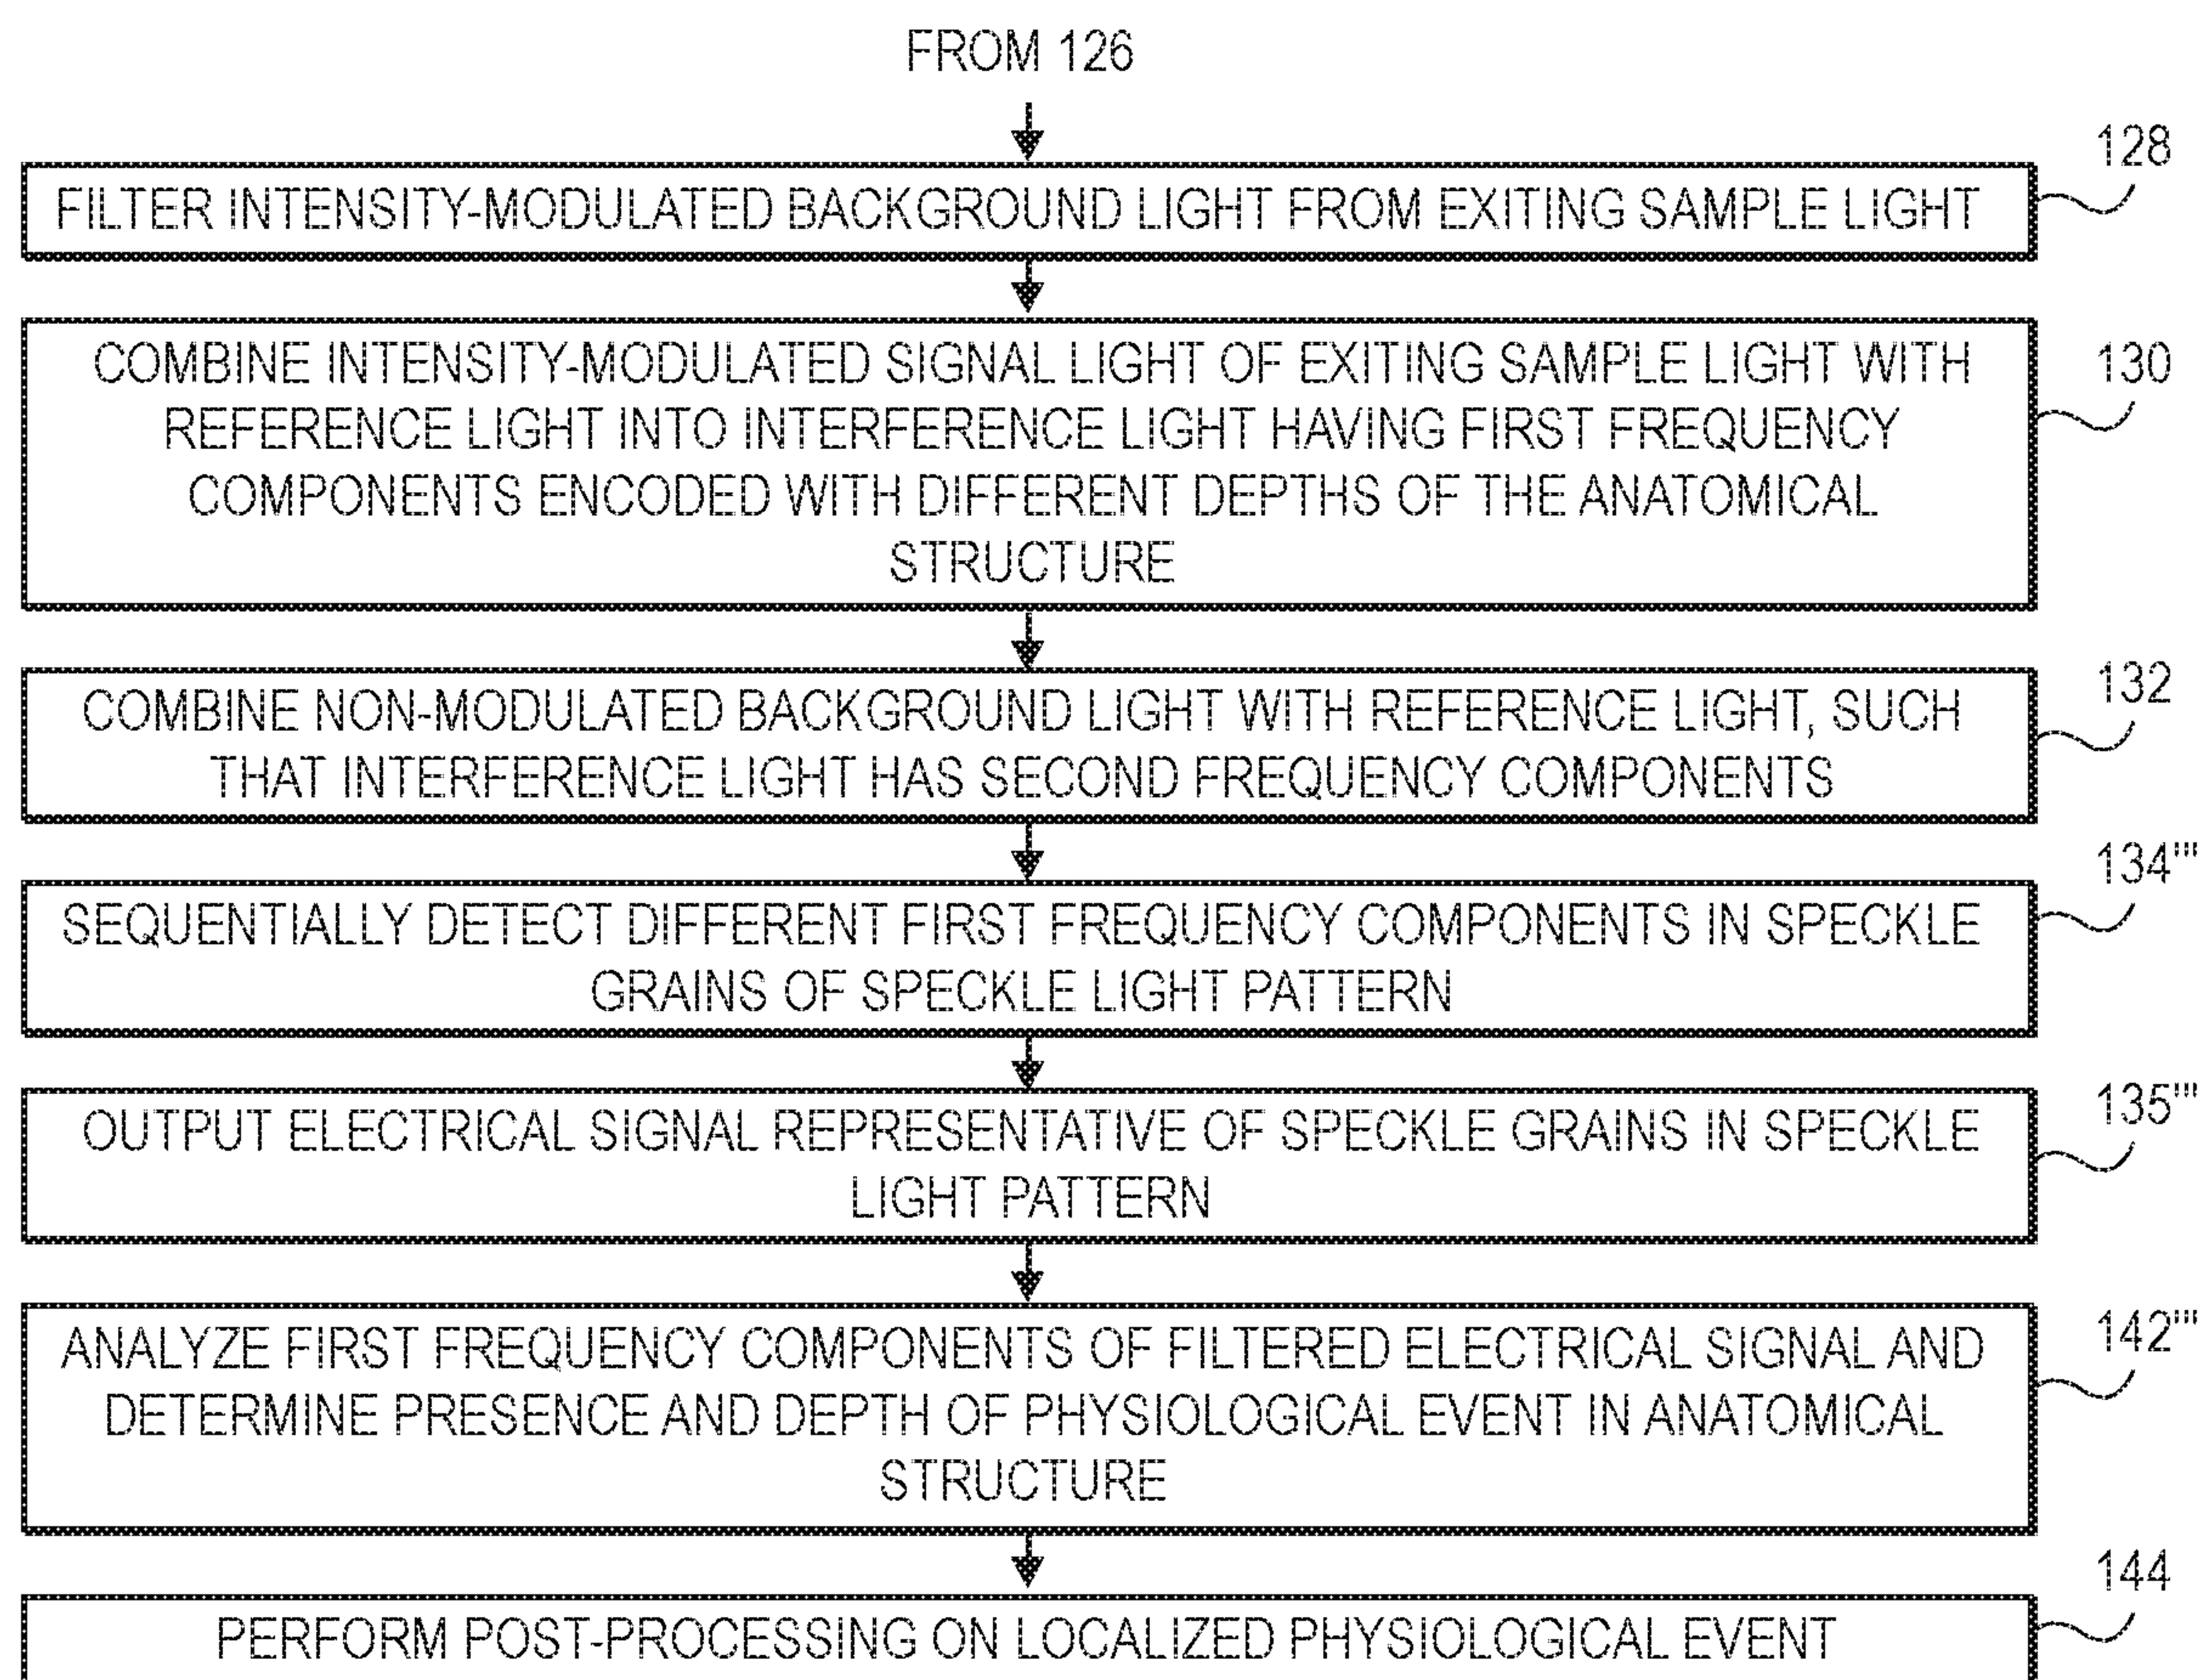 FROM 126
128
FILTER INTENSITY-MODULATED BACKGROUND LIGHT FROM EXITING SAMPLE LIGHT
COMBINE INTENSITY-MODULATED SIGNAL LIGHT OF EXITING SAMPLE LIGHT WITH
130
REFERENCE LIGHT INTO INTERFERENCE LIGHT HAVING FIRST FREQUENCY
COMPONENTS ENCODED WITH DIFFERENT DEPTHS OF THE ANATOMICAL
STRUCTURE
132
COMBINE NON-MODULATED BACKGROUND LIGHT WITH REFERENCE LIGHT, SUCH
THAT INTERFERENCE LIGHT HAS SECOND FREQUENCY COMPONENTS
134'''
SEQUENTIALLY DETECT DIFFERENT FIRST FREQUENCY COMPONENTS IN SPECKLE
GRAINS OF SPECKLE LIGHT PATTERN
135'''
OUTPUT ELECTRICAL SIGNAL REPRESENTATIVE OF SPECKLE GRAINS IN SPECKLE
LIGHT PATTERN
142'''
ANALYZE FIRST FREQUENCY COMPONENTS OF FILTERED ELECTRICAL SIGNAL AND
DETERMINE PRESENCE AND DEPTH OF PHYSIOLOGICAL EVENT IN ANATOMICAL
STRUCTURE
144
PERFORM POST-PROCESSING ON LOCALIZED PHYSIOLOGICAL EVENT